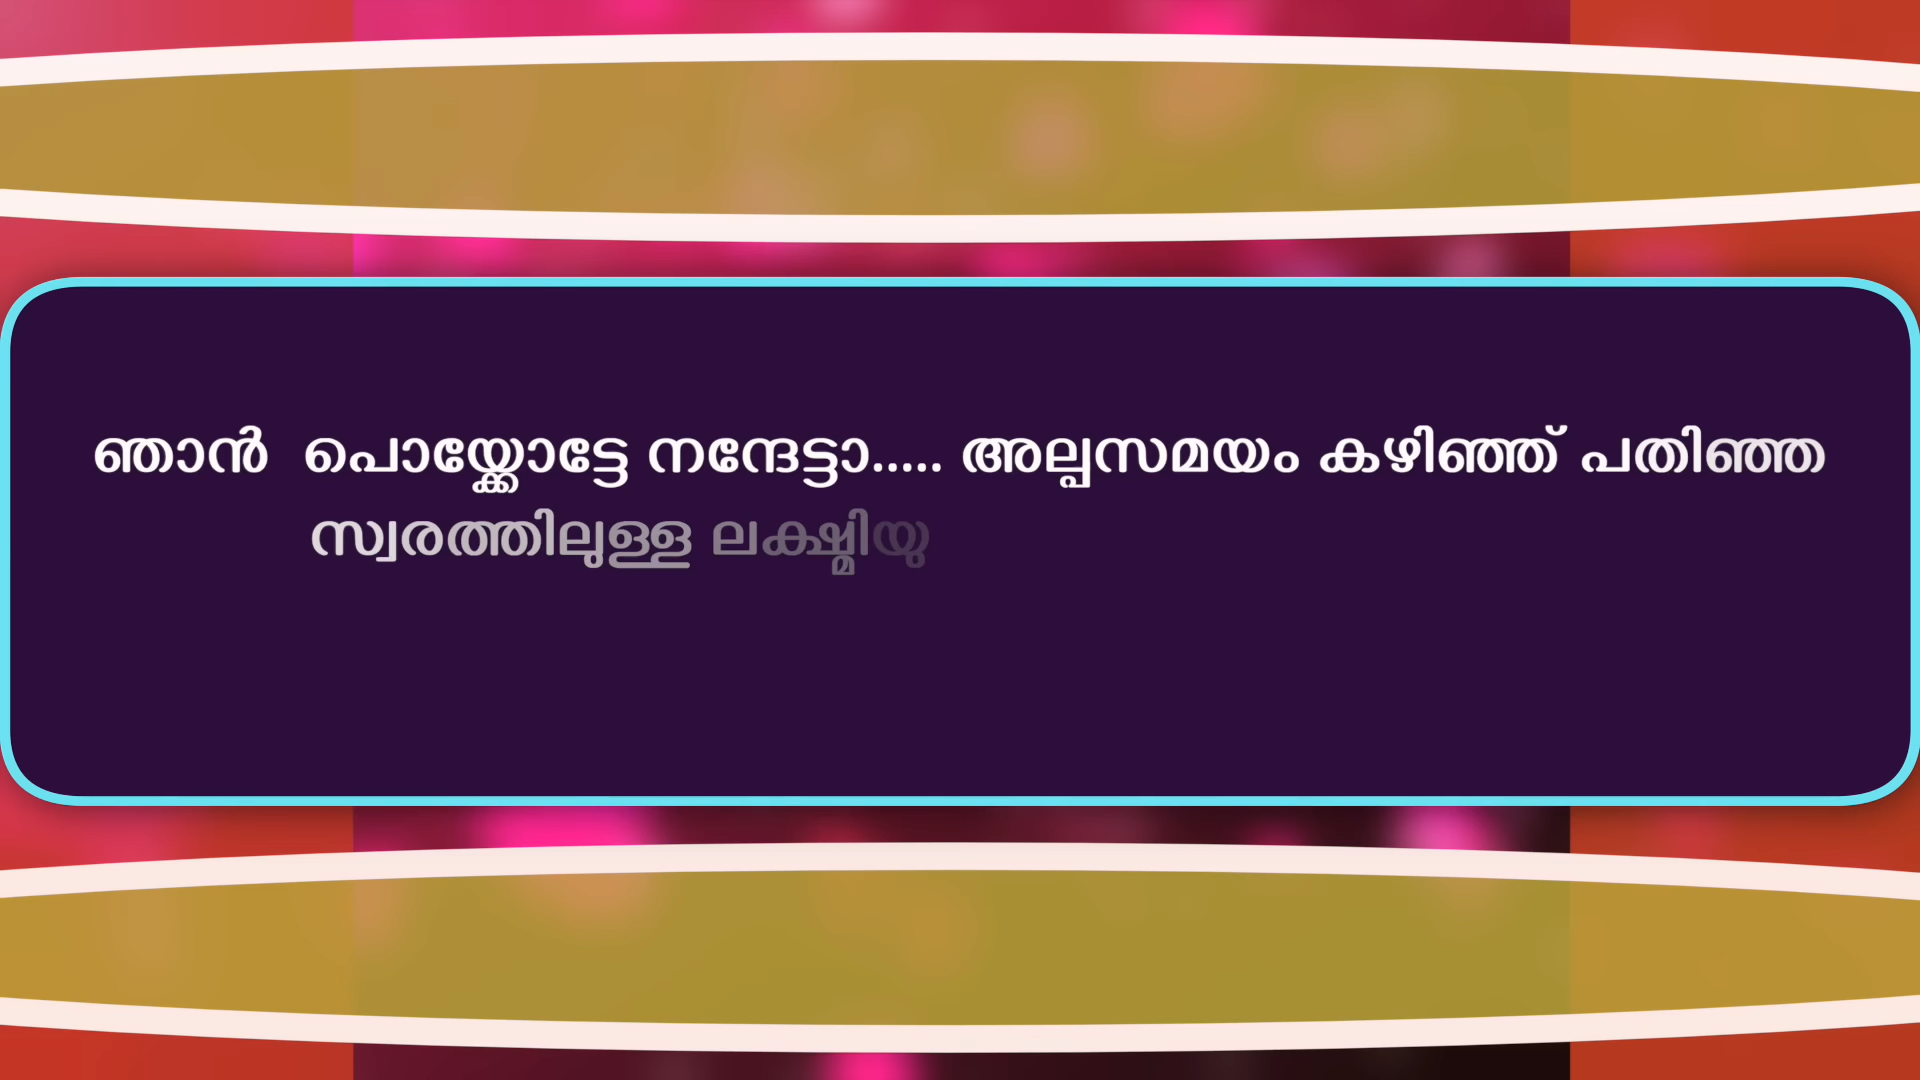 ഞാൻ  പൊയ്ക്കോട്ടേ നന്ദേട്ടാ..... അല്പസമയം കഴിഞ്ഞ് പതിഞ്ഞ
സ്വരത്തിലുള്ള ലക്ഷ്മിയു